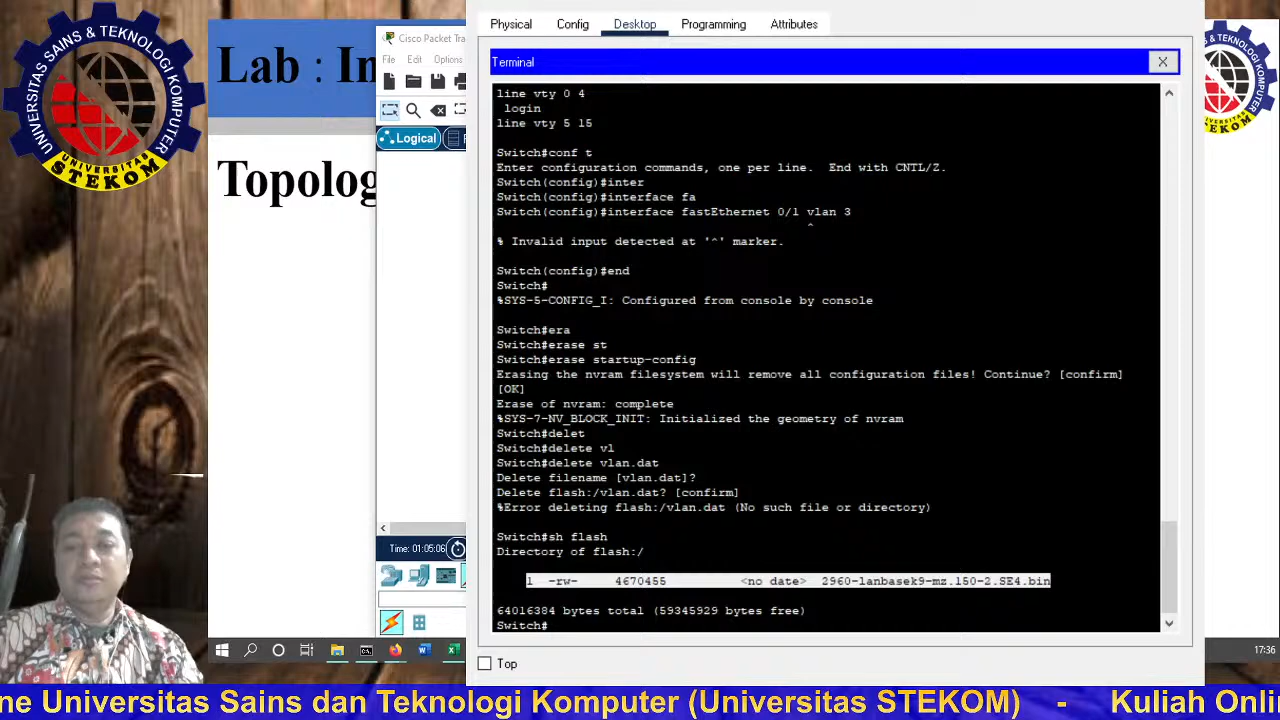 UNIVERSITAS SAINS & TEKNOLOGI KOMPUTER
STEKOM
Lab : In
Topolog
Cisco Packet Tra
File Edit Options
Logical
Time: 01:05:06
Physical Config Desktop Programming Attributes
Terminal
X
line vty 0 4
login
line vty 5 15
Switch#conf t
Enter configuration commands, one per line. End with CNTL/Z.
Switch(config)#inter
Switch(config)#interface fa
Switch(config)#interface fastEthernet 0/1 vlan 3
^
% Invalid input detected at '^' marker.
Switch(config)#end
Switch#
%SYS-5-CONFIG_I: Configured from console by console
Switch#era
Switch#erase st
Switch#erase startup-config
Erasing the nvram filesystem will remove all configuration files! Continue? [confirm]
[OK]
Erase of nvram: complete
%SYS-7-NV_BLOCK_INIT: Initialized the geometry of nvram
Switch#delet
Switch#delete vl
Switch#delete vlan.dat
Delete filename [vlan.dat]?
Delete flash:/vlan.dat? [confirm]
%Error deleting flash:/vlan.dat (No such file or directory)
Switch#sh flash
Directory of flash:/
1 -rw- 4670455 <no date> 2960-lanbasek9-mz.150-2.SE4.bin
64016384 bytes total (59345929 bytes free)
Switch#
Top
17:36
STEKOM
ne Universitas Sains dan Teknologi Komputer (Universitas STEKOM) - Kuliah Onli